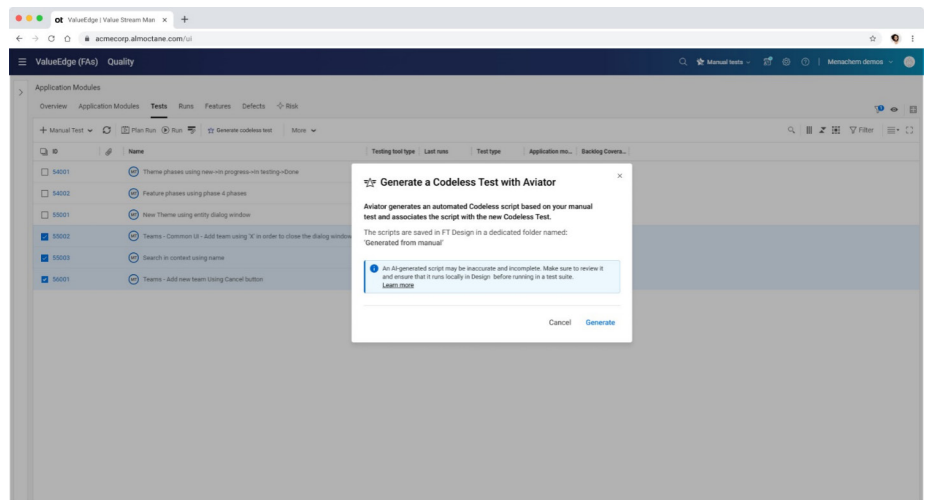 ot ValueEdge | Value Stream Man × +
acmecorp.almoctane.com/ui
ValueEdge (FAs) Quality Manual tests Menachem demos
Application Modules
Overview Application Modules Tests Runs Features Defects Risk
+ Manual Test Plan Run Run Generate codeless test More Filter
ID Name Testing tool type Last runs Test type Application mo... Backlog Covera...
54001 MT Theme phases using new->in progress->in testing->Done
54002 MT Feature phases using phase 4 phases
55001 MT New Theme using entity dialog window
55002 MT Teams - Common UI - Add team using 'X' in order to close the dialog window
55003 MT Search in context using name
56001 MT Teams - Add new team Using Cancel button
Generate a Codeless Test with Aviator
Aviator generates an automated Codeless script based on your manual
test and associates the script with the new Codeless Test.
The scripts are saved in FT Design in a dedicated folder named:
'Generated from manual'
An AI-generated script may be inaccurate and incomplete. Make sure to review it
and ensure that it runs locally in Design before running in a test suite.
Learn more
Cancel Generate